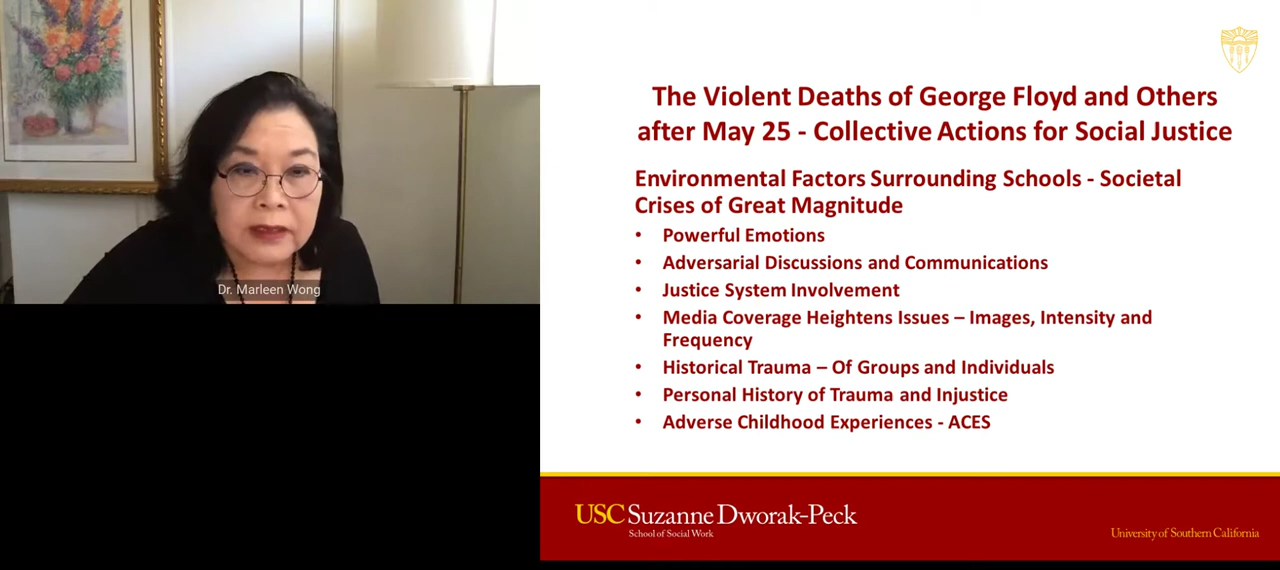 Dr. Marleen Wong
The Violent Deaths of George Floyd and Others
after May 25 - Collective Actions for Social Justice
Environmental Factors Surrounding Schools - Societal
Crises of Great Magnitude
• Powerful Emotions
• Adversarial Discussions and Communications
• Justice System Involvement
• Media Coverage Heightens Issues – Images, Intensity and
Frequency
• Historical Trauma – Of Groups and Individuals
• Personal History of Trauma and Injustice
• Adverse Childhood Experiences - ACES
USC Suzanne Dworak-Peck
School of Social Work
University of Southern California